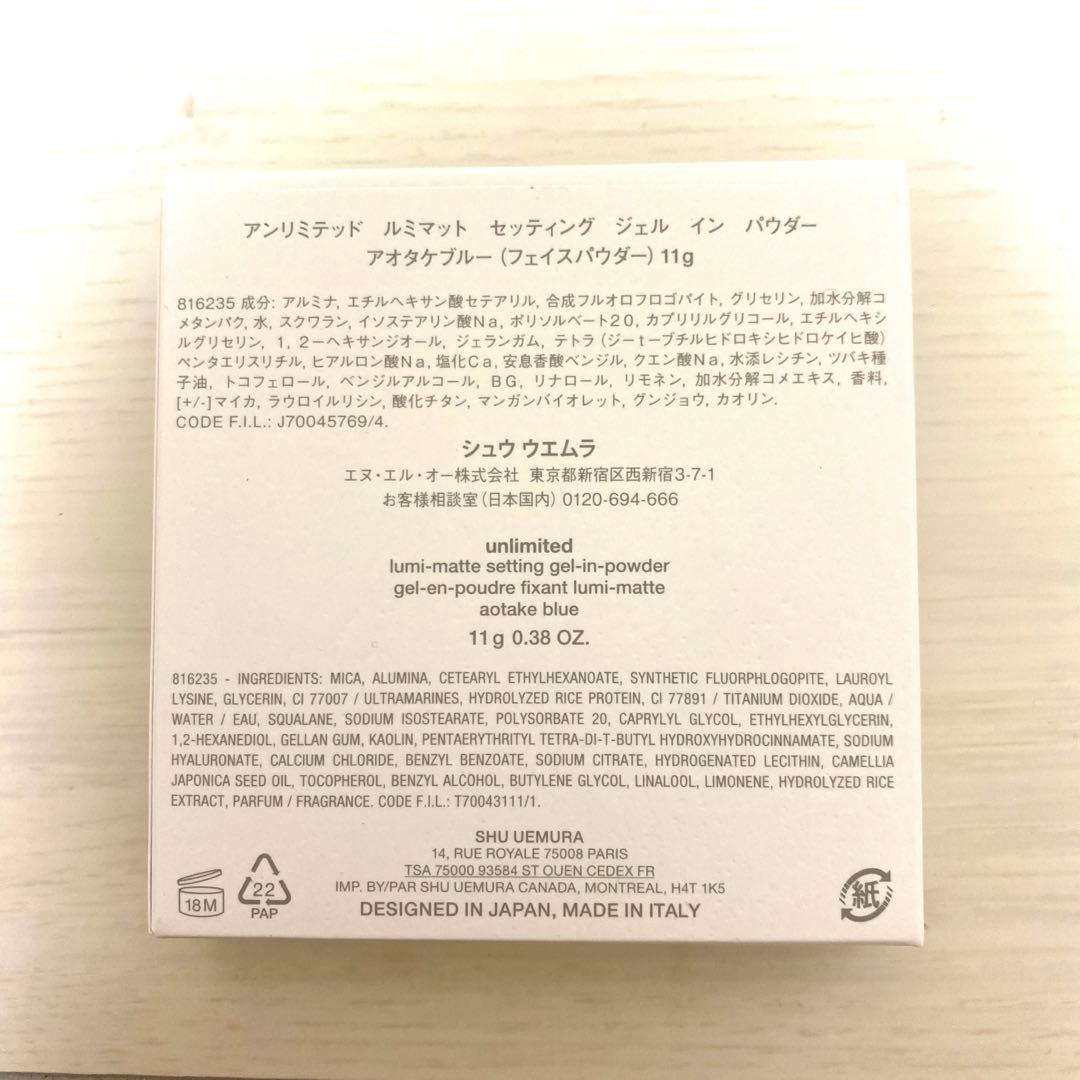 アンリミテッド ルミマット セッティング ジェル イン パウダー
アオタケブルー (フェイスパウダー) 11g
816235 成分: アルミナ, エチルヘキサン酸セテアリル, 合成フルオロフロゴパイト, グリセリン, 加水分解コ
メタンパク, 水, スクワラン, イソステアリン酸Na, ポリソルベート20, カプリリルグリコール, エチルヘキシ
ルグリセリン, 1, 2ーヘキサンジオール, ジェランガム, テトラ (ジーtーブチルヒドロキシヒドロケイヒ酸)
ペンタエリスリチル, ヒアルロン酸Na, 塩化Ca, 安息香酸ベンジル, クエン酸Na, 水添レシチン, ツバキ種
子油, トコフェロール, ベンジルアルコール, BG, リナロール, リモネン, 加水分解コメエキス, 香料,
[+/-] マイカ, ラウロイルリシン, 酸化チタン, マンガンバイオレット, グンジョウ, カオリン.
CODE F.I.L.: J70045769/4.
シュウ ウエムラ
エヌ・エル・オー株式会社 東京都新宿区西新宿3-7-1
お客様相談室 (日本国内) 0120-694-666
unlimited
lumi-matte setting gel-in-powder
gel-en-poudre fixant lumi-matte
aotake blue
11 g 0.38 OZ.
816235 - INGREDIENTS: MICA, ALUMINA, CETEARYL ETHYLHEXANOATE, SYNTHETIC FLUORPHLOGOPITE, LAUROYL
LYSINE, GLYCERIN, CI 77007 / ULTRAMARINES, HYDROLYZED RICE PROTEIN, CI 77891 / TITANIUM DIOXIDE, AQUA /
WATER / EAU, SQUALANE, SODIUM ISOSTEARATE, POLYSORBATE 20, CAPRYLYL GLYCOL, ETHYLHEXYLGLYCERIN,
1,2-HEXANEDIOL, GELLAN GUM, KAOLIN, PENTAERYTHRITYL TETRA-DI-T-BUTYL HYDROXYHYDROCINNAMATE, SODIUM
HYALURONATE, CALCIUM CHLORIDE, BENZYL BENZOATE, SODIUM CITRATE, HYDROGENATED LECITHIN, CAMELLIA
JAPONICA SEED OIL, TOCOPHEROL, BENZYL ALCOHOL, BUTYLENE GLYCOL, LINALOOL, LIMONENE, HYDROLYZED RICE
EXTRACT, PARFUM / FRAGRANCE. CODE F.I.L.: T70043111/1.
SHU UEMURA
14, RUE ROYALE 75008 PARIS
TSA 75000 93584 ST OUEN CEDEX FR
IMP. BY/PAR SHU UEMURA CANADA, MONTREAL, H4T 1K5
DESIGNED IN JAPAN, MADE IN ITALY
18M
22
PAP
紙